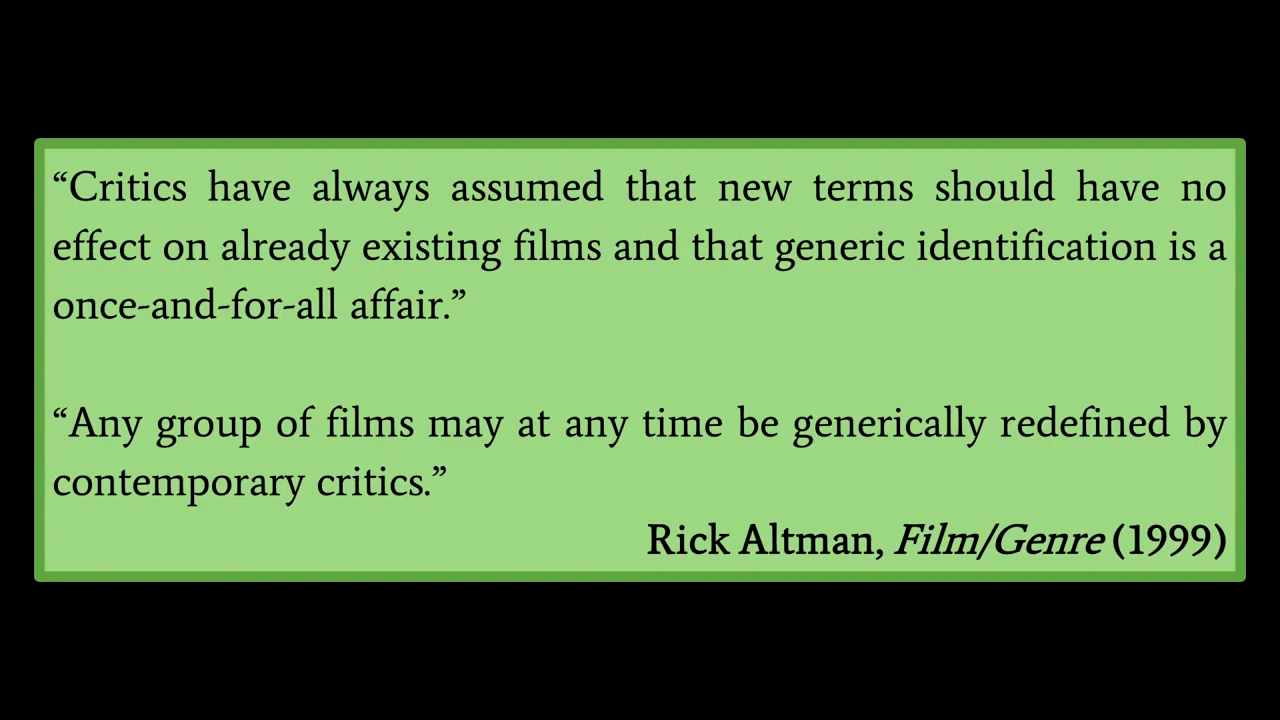 “Critics have always assumed that new terms should have no
effect on already existing films and that generic identification is a
once-and-for-all affair.”
“Any group of films may at any time be generically redefined by
contemporary critics.”
Rick Altman, Film/Genre (1999)